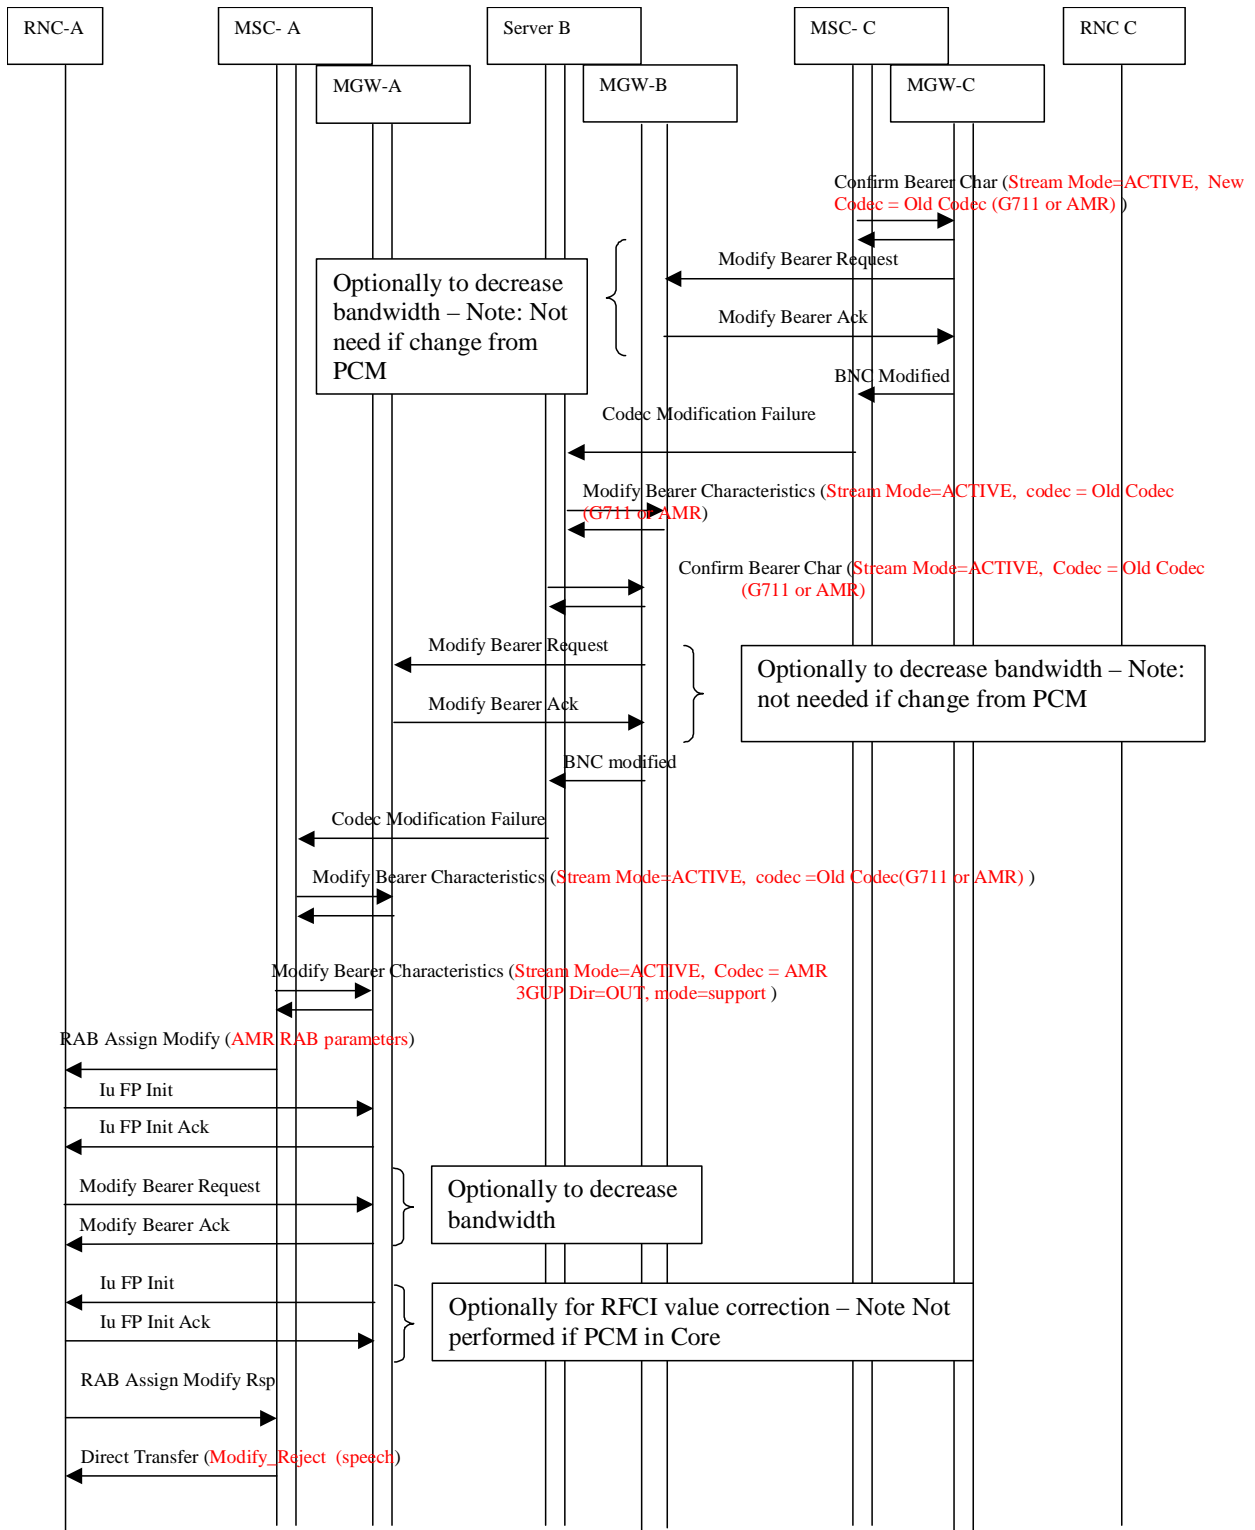 RNC-A
MSC- A
Server B
MSC- C
RNC C
MGW-A
MGW-B
MGW-C
Confirm Bearer Char (Stream Mode=ACTIVE, New
Codec = Old Codec (G711 or AMR) )
Modify Bearer Request
Optionally to decrease
bandwidth – Note: Not
need if change from
PCM
Modify Bearer Ack
BNC Modified
Codec Modification Failure
Modify Bearer Characteristics (Stream Mode=ACTIVE, codec = Old Codec
(G711 or AMR)
Confirm Bearer Char (Stream Mode=ACTIVE, Codec = Old Codec
(G711 or AMR)
Modify Bearer Request
Optionally to decrease bandwidth – Note:
not needed if change from PCM
Modify Bearer Ack
BNC modified
Codec Modification Failure
Modify Bearer Characteristics (Stream Mode=ACTIVE, codec =Old Codec(G711 or AMR) )
Modify Bearer Characteristics (Stream Mode=ACTIVE, Codec = AMR
3GUP Dir=OUT, mode=support )
RAB Assign Modify (AMR RAB parameters)
Iu FP Init
Iu FP Init Ack
Modify Bearer Request
Optionally to decrease
bandwidth
Modify Bearer Ack
Iu FP Init
Optionally for RFCI value correction – Note Not
performed if PCM in Core
Iu FP Init Ack
RAB Assign Modify Rsp
Direct Transfer (Modify_Reject (speech)